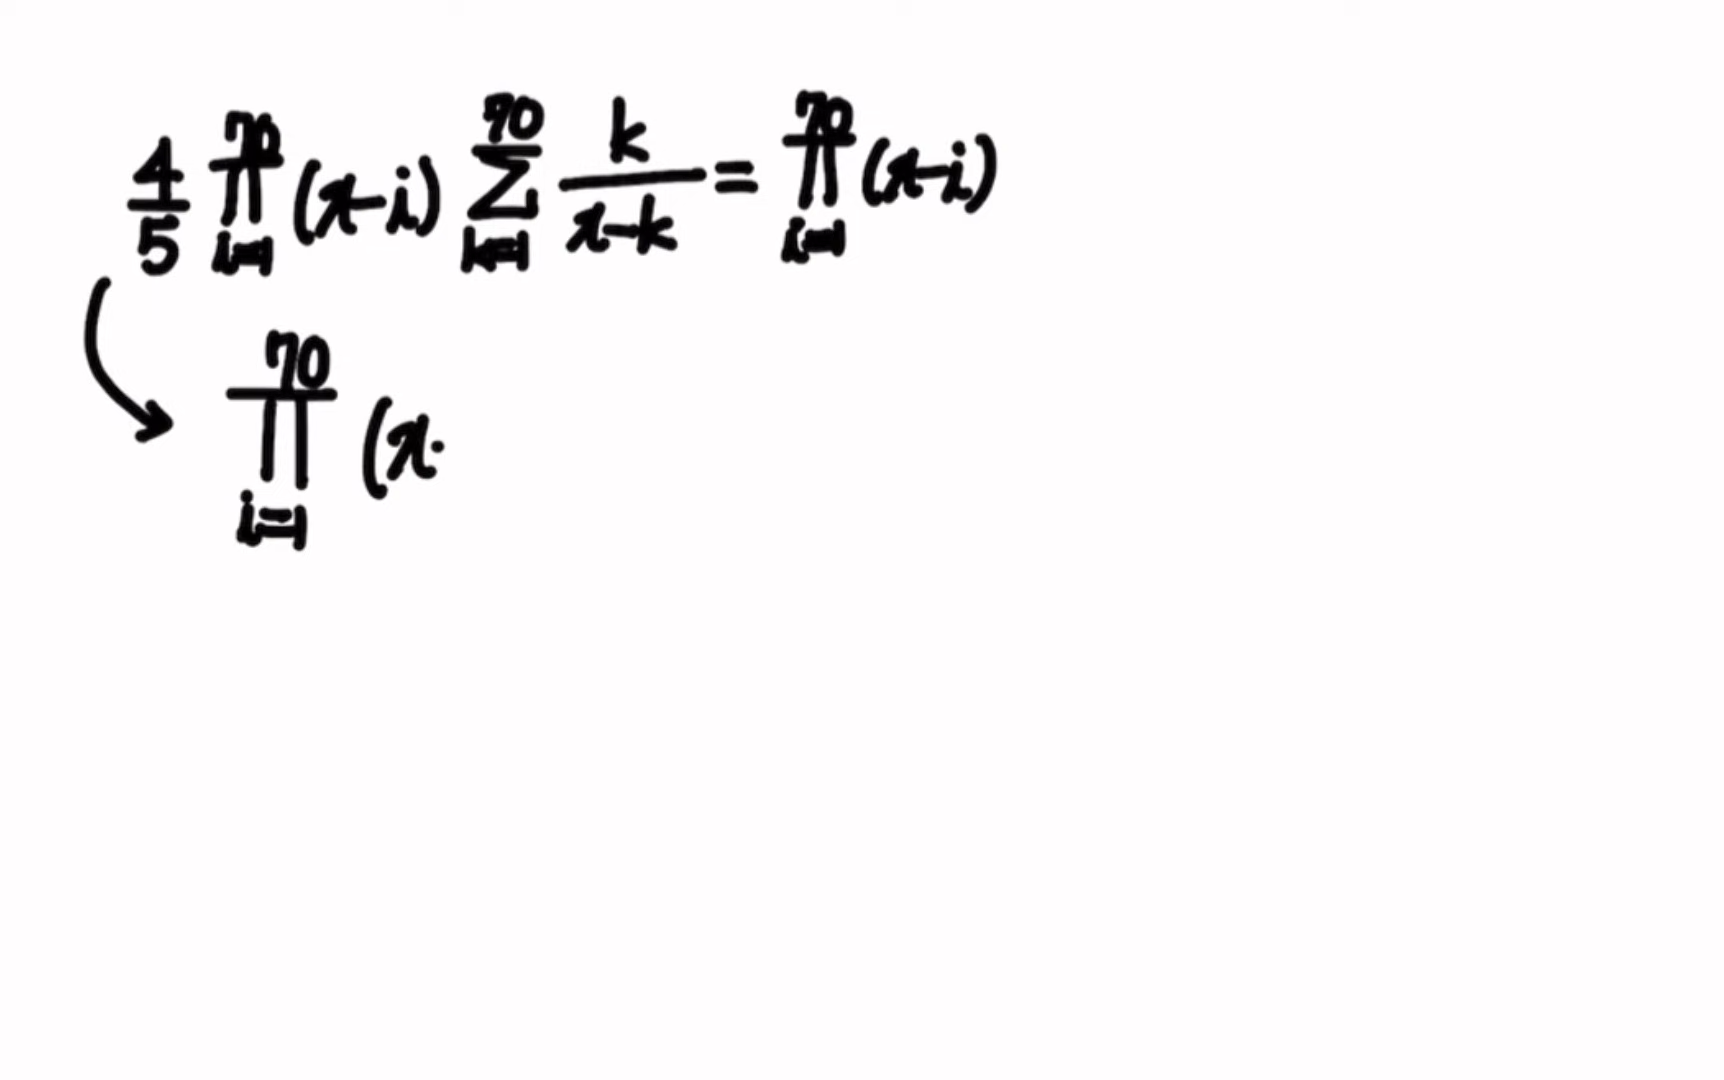 4/5 ∏_{i=1}^{70} (x-i) ∑_{k=1}^{70} k/(x-k) = ∏_{i=1}^{70} (x-i)
∏_{i=1}^{70} (x·